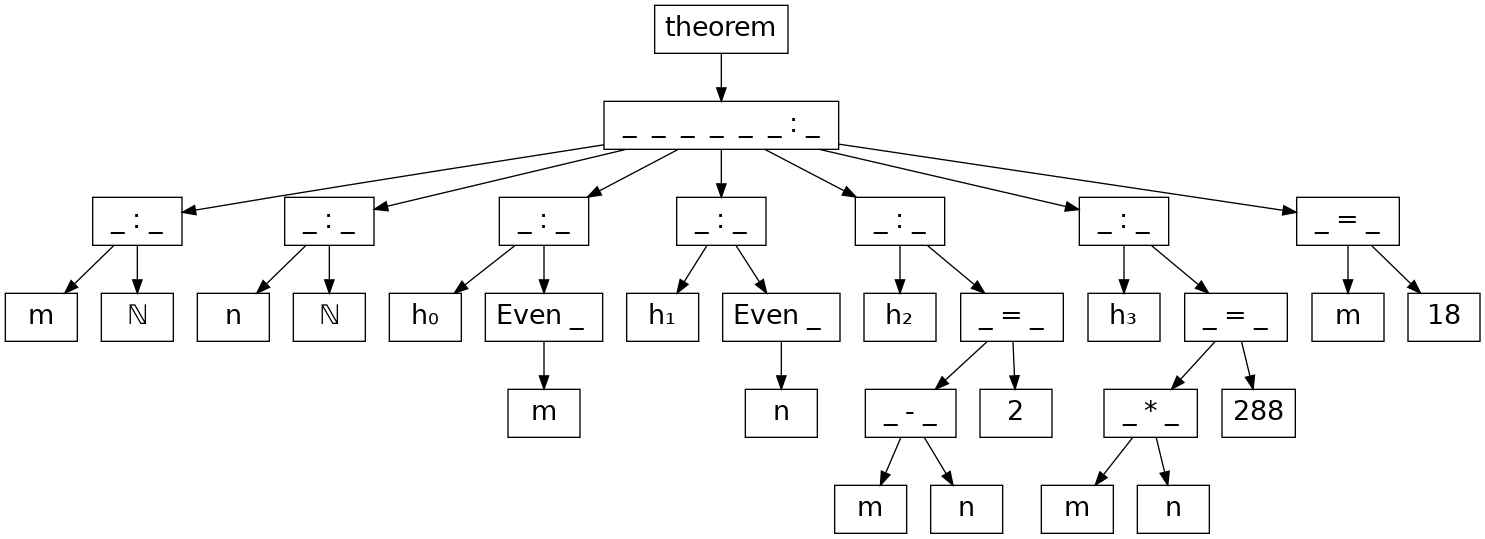 theorem
_ _ _ _ _ _ : _
_ : _ _ : _ _ : _ _ : _ _ : _ _ : _ _ = _
m ℕ n ℕ h₀ Even _ h₁ Even _ h₂ _ = _ h₃ _ = _ m 18
m n _ - _ 2 _ * _ 288
m n m n